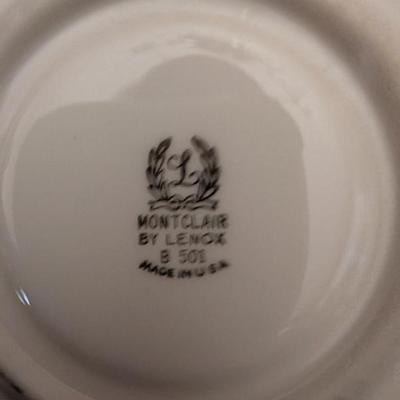 L
MONTCLAIR
BY LENOX
B 501
MADE IN U.S.A.